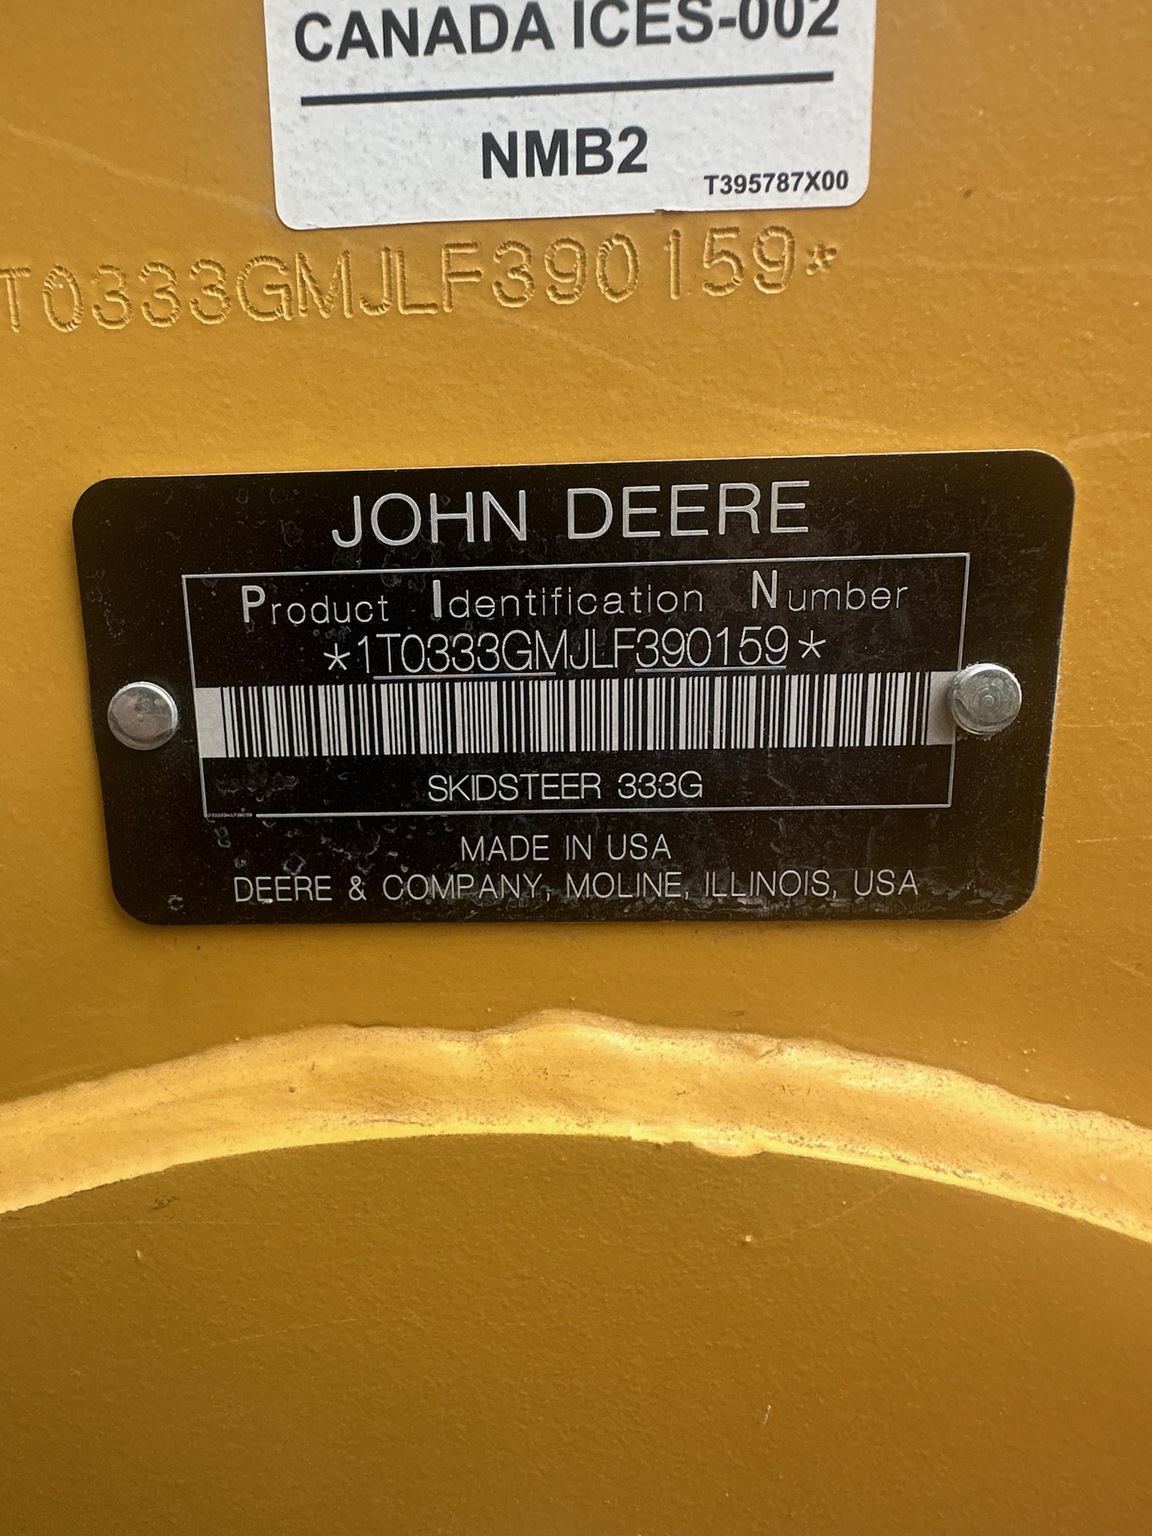 CANADA ICES-002
NMB2
T395787X00
T0333GMJLF390159*
JOHN DEERE
Product Identification Number
*1T0333GMJLF390159*
SKIDSTEER 333G
MADE IN USA
DEERE & COMPANY, MOLINE, ILLINOIS, USA